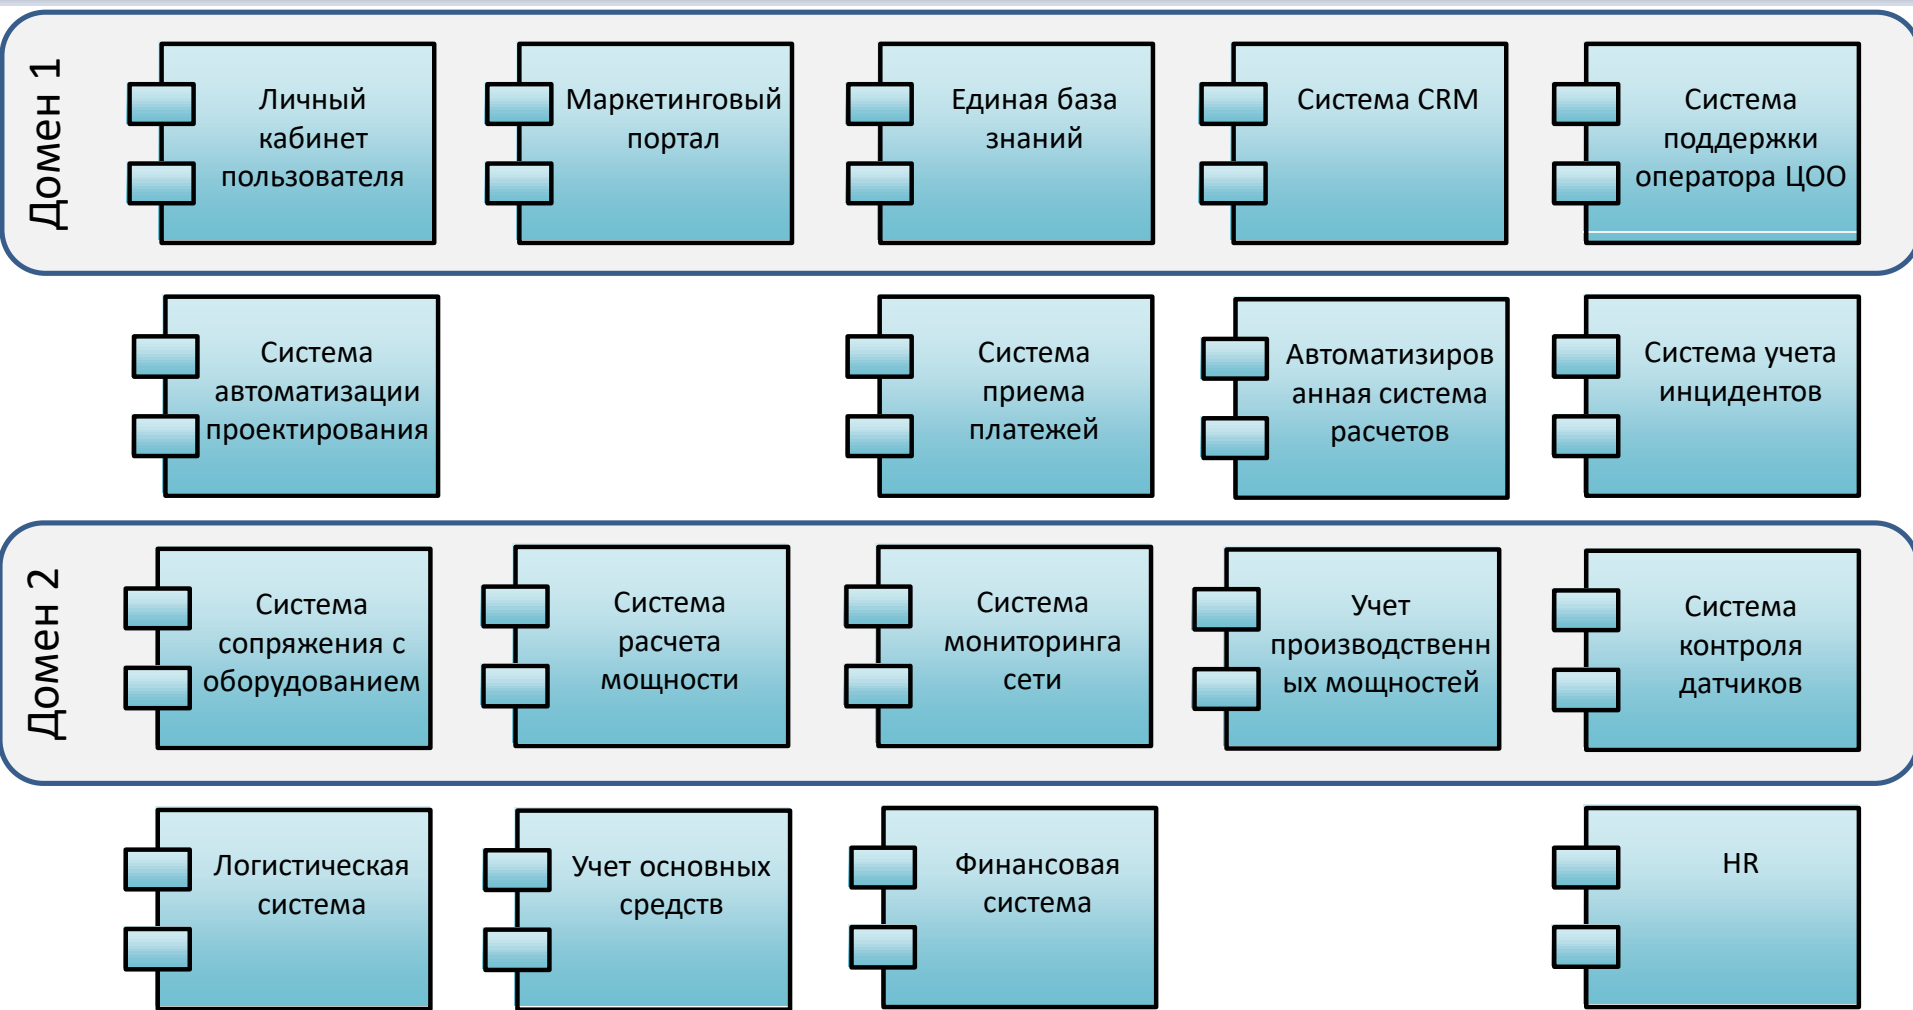 Домен 1
Личный
кабинет
пользователя
Маркетинговый
портал
Единая база
знаний
Система CRM
Система
поддержки
оператора ЦОО
Система
автоматизации
проектирования
Система
приема
платежей
Автоматизиров
анная система
расчетов
Система учета
инцидентов
Домен 2
Система
сопряжения с
оборудованием
Система
расчета
мощности
Система
мониторинга
сети
Учет
производственн
ых мощностей
Система
контроля
датчиков
Логистическая
система
Учет основных
средств
Финансовая
система
HR